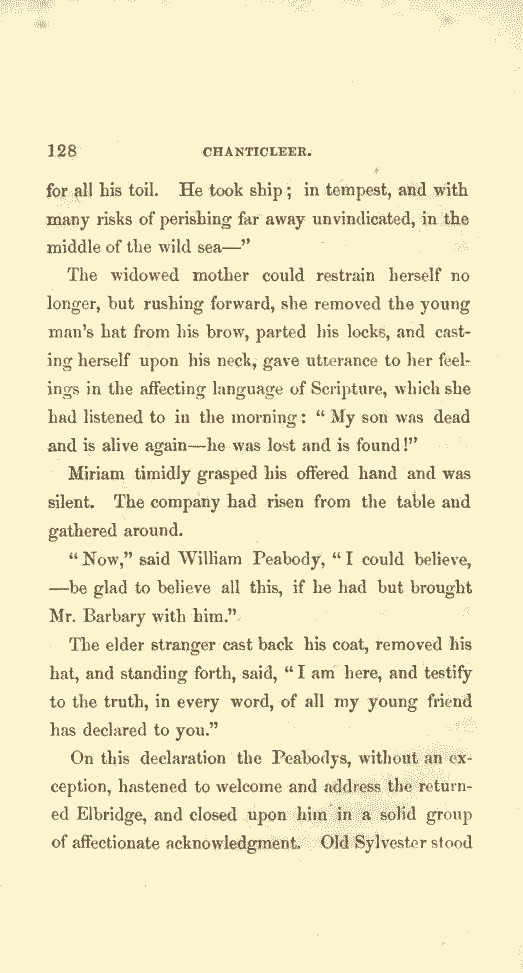 128 CHANTICLEER.
for all his toil. He took ship; in tempest, and with
many risks of perishing far away unvindicated, in the
middle of the wild sea—”
The widowed mother could restrain herself no
longer, but rushing forward, she removed the young
man’s hat from his brow, parted his locks, and cast-
ing herself upon his neck, gave utterance to her feel-
ings in the affecting language of Scripture, which she
had listened to in the morning: “ My son was dead
and is alive again—he was lost and is found!”
Miriam timidly grasped his offered hand and was
silent. The company had risen from the table and
gathered around.
“ Now,” said William Peabody, “ I could believe,
—be glad to believe all this, if he had but brought
Mr. Barbary with him.”
The elder stranger cast back his coat, removed his
hat, and standing forth, said, “ I am here, and testify
to the truth, in every word, of all my young friend
has declared to you.”
On this declaration the Peabodys, without an ex-
ception, hastened to welcome and address the return-
ed Elbridge, and closed upon him in a solid group
of affectionate acknowledgment. Old Sylvester stood